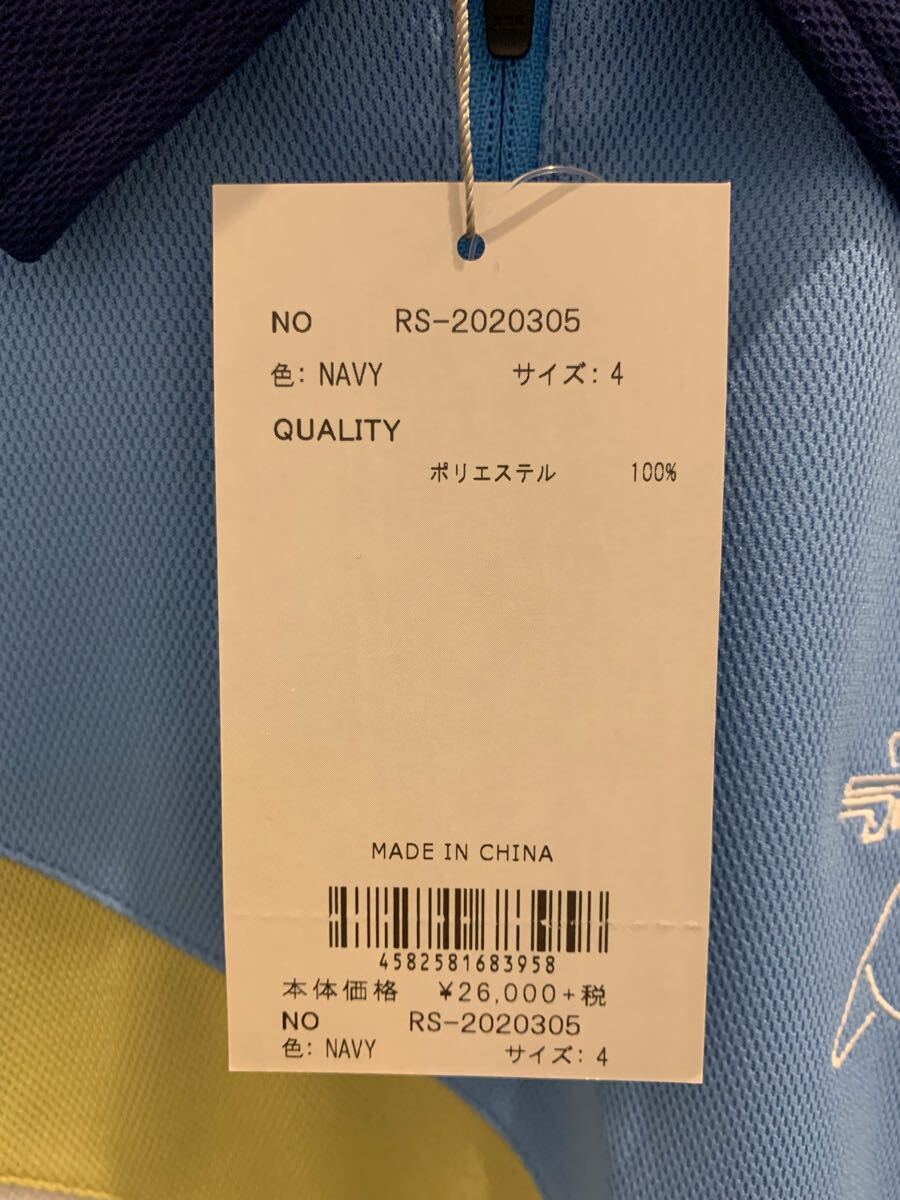 NO RS-2020305
色: NAVY サイズ: 4
QUALITY
ポリエステル 100%
MADE IN CHINA
4582581683958
本体価格 ¥26,000+税
NO RS-2020305
色: NAVY サイズ: 4